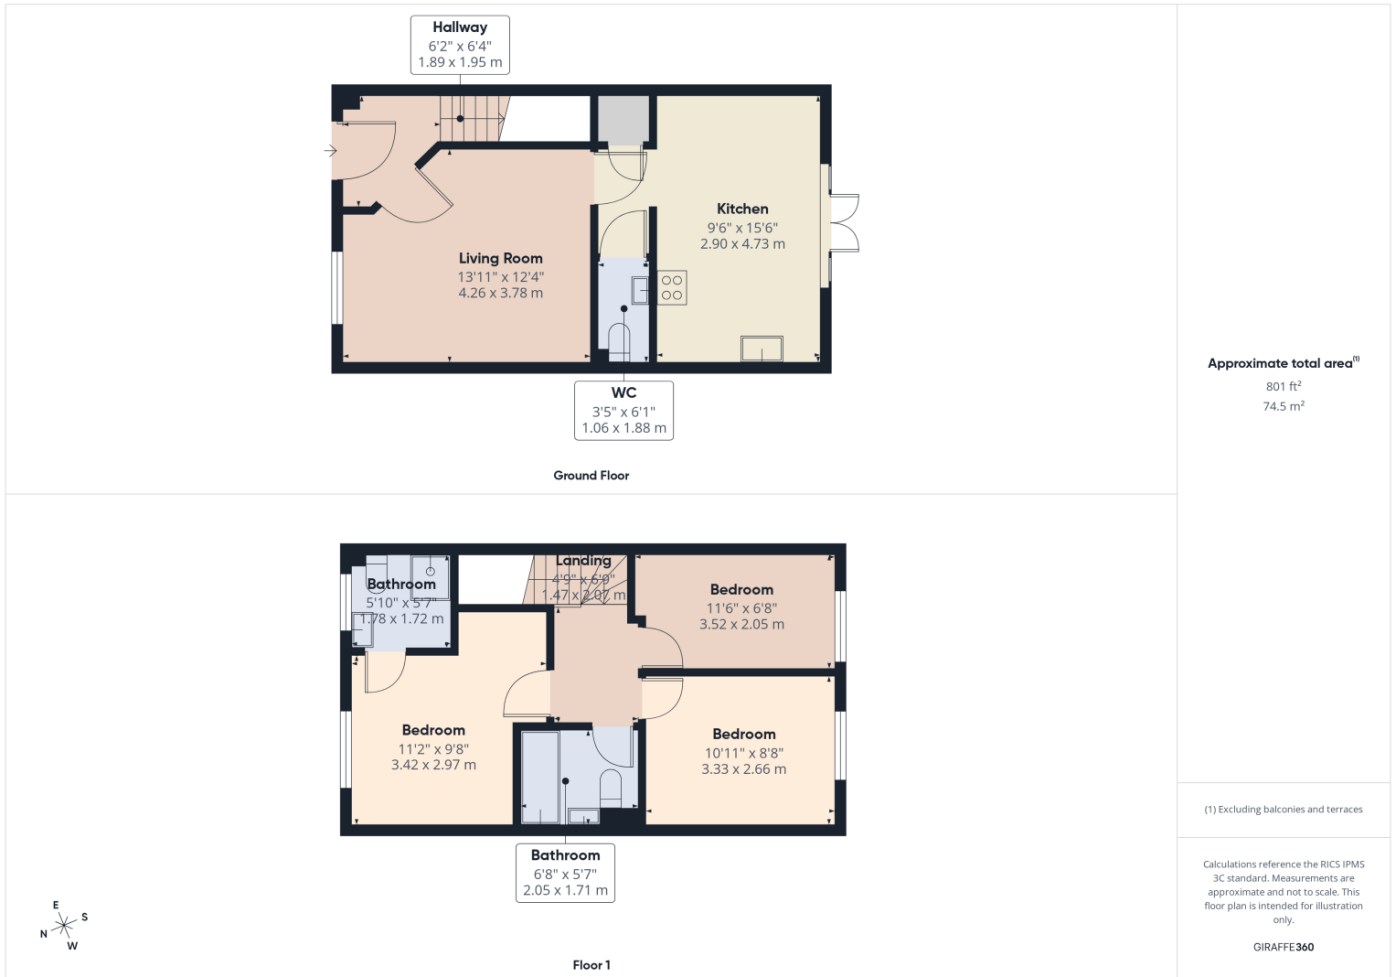 Hallway
6'2" x 6'4"
1.89 x 1.95 m
Living Room
13'11" x 12'4"
4.26 x 3.78 m
Kitchen
9'6" x 15'6"
2.90 x 4.73 m
WC
3'5" x 6'1"
1.06 x 1.88 m
Ground Floor
Bathroom
5'10" x 5'7"
1.78 x 1.72 m
Landing
4'9" x 6'9"
1.47 x 2.07 m
Bedroom
11'6" x 6'8"
3.52 x 2.05 m
Bedroom
11'2" x 9'8"
3.42 x 2.97 m
Bedroom
10'11" x 8'8"
3.33 x 2.66 m
Bathroom
6'8" x 5'7"
2.05 x 1.71 m
E
S
N
W
Floor 1
Approximate total area(1)
801 ft²
74.5 m²
(1) Excluding balconies and terraces
Calculations reference the RICS IPMS
3C standard. Measurements are
approximate and not to scale. This
floor plan is intended for illustration
only.
GIRAFFE360